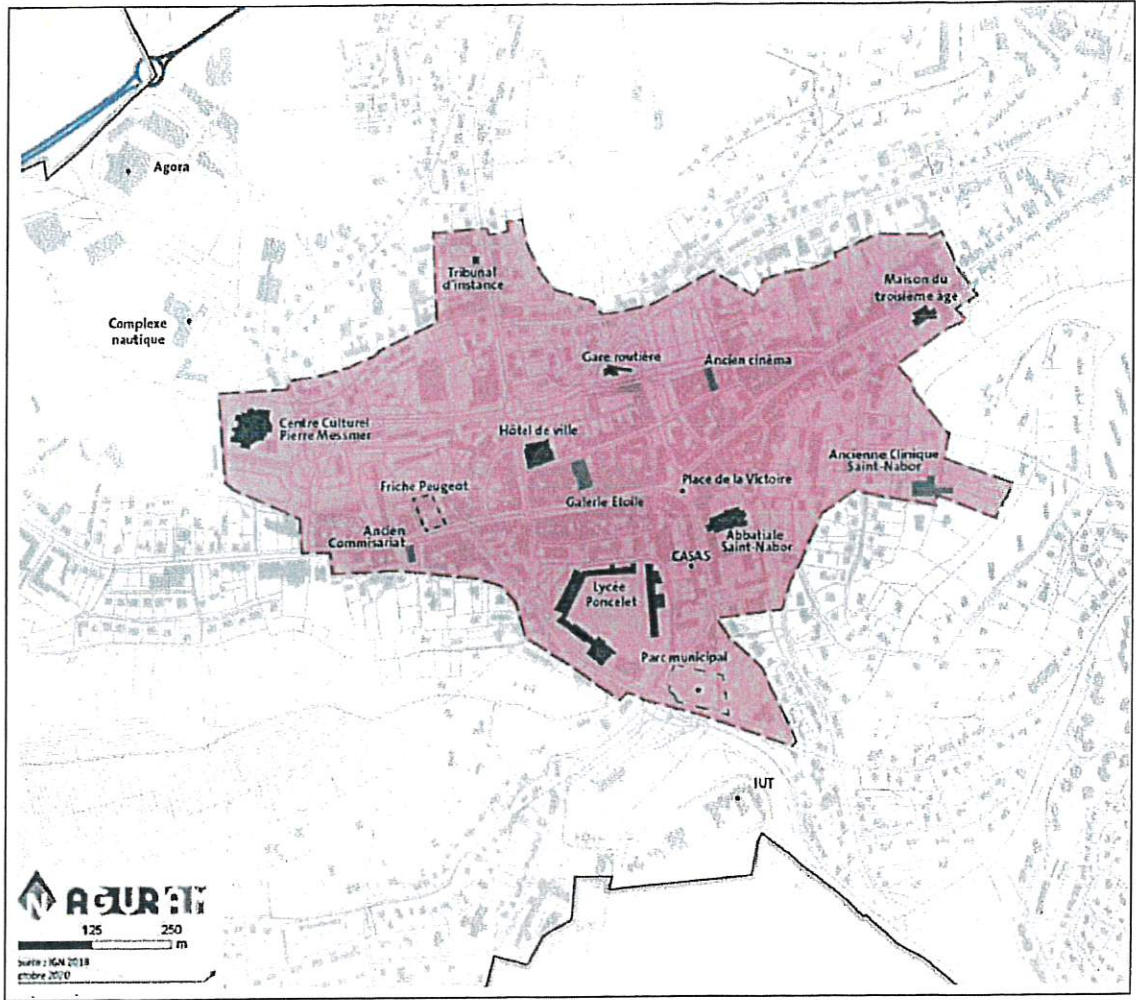 Agora
Tribunal
d'instance
Maison du
troisième âge
Complexe
nautique
Gare routière
Ancien cinéma
Centre Culturel
Pierre Messmer
Hôtel de ville
Ancienne Clinique
Saint-Nabor
Friche Peugeot
Place de la Victoire
Galerie Etoile
Ancien
Commisariat
Abbatiale
Saint-Nabor
CASAS
Lycée
Poncelet
Parc municipal
IUT
N AGURAM
125 250
m
: IGN 2018
2020